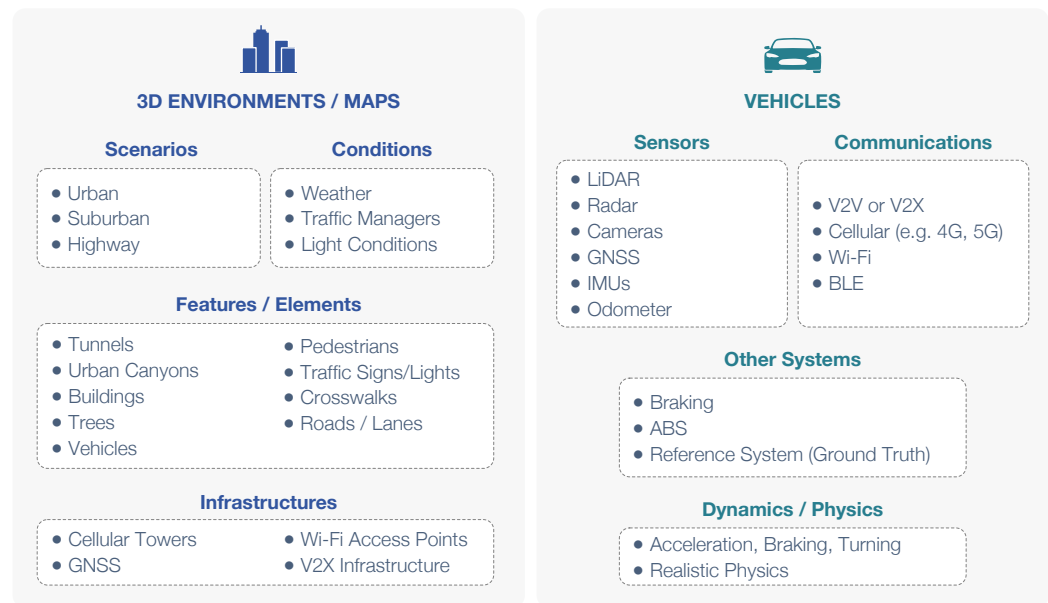 3D ENVIRONMENTS / MAPS
Scenarios
• Urban
• Suburban
• Highway
Conditions
• Weather
• Traffic Managers
• Light Conditions
Features / Elements
• Tunnels
• Urban Canyons
• Buildings
• Trees
• Vehicles
• Pedestrians
• Traffic Signs/Lights
• Crosswalks
• Roads / Lanes
Infrastructures
• Cellular Towers
• GNSS
• Wi-Fi Access Points
• V2X Infrastructure
VEHICLES
Sensors
• LiDAR
• Radar
• Cameras
• GNSS
• IMUs
• Odometer
Communications
• V2V or V2X
• Cellular (e.g. 4G, 5G)
• Wi-Fi
• BLE
Other Systems
• Braking
• ABS
• Reference System (Ground Truth)
Dynamics / Physics
• Acceleration, Braking, Turning
• Realistic Physics